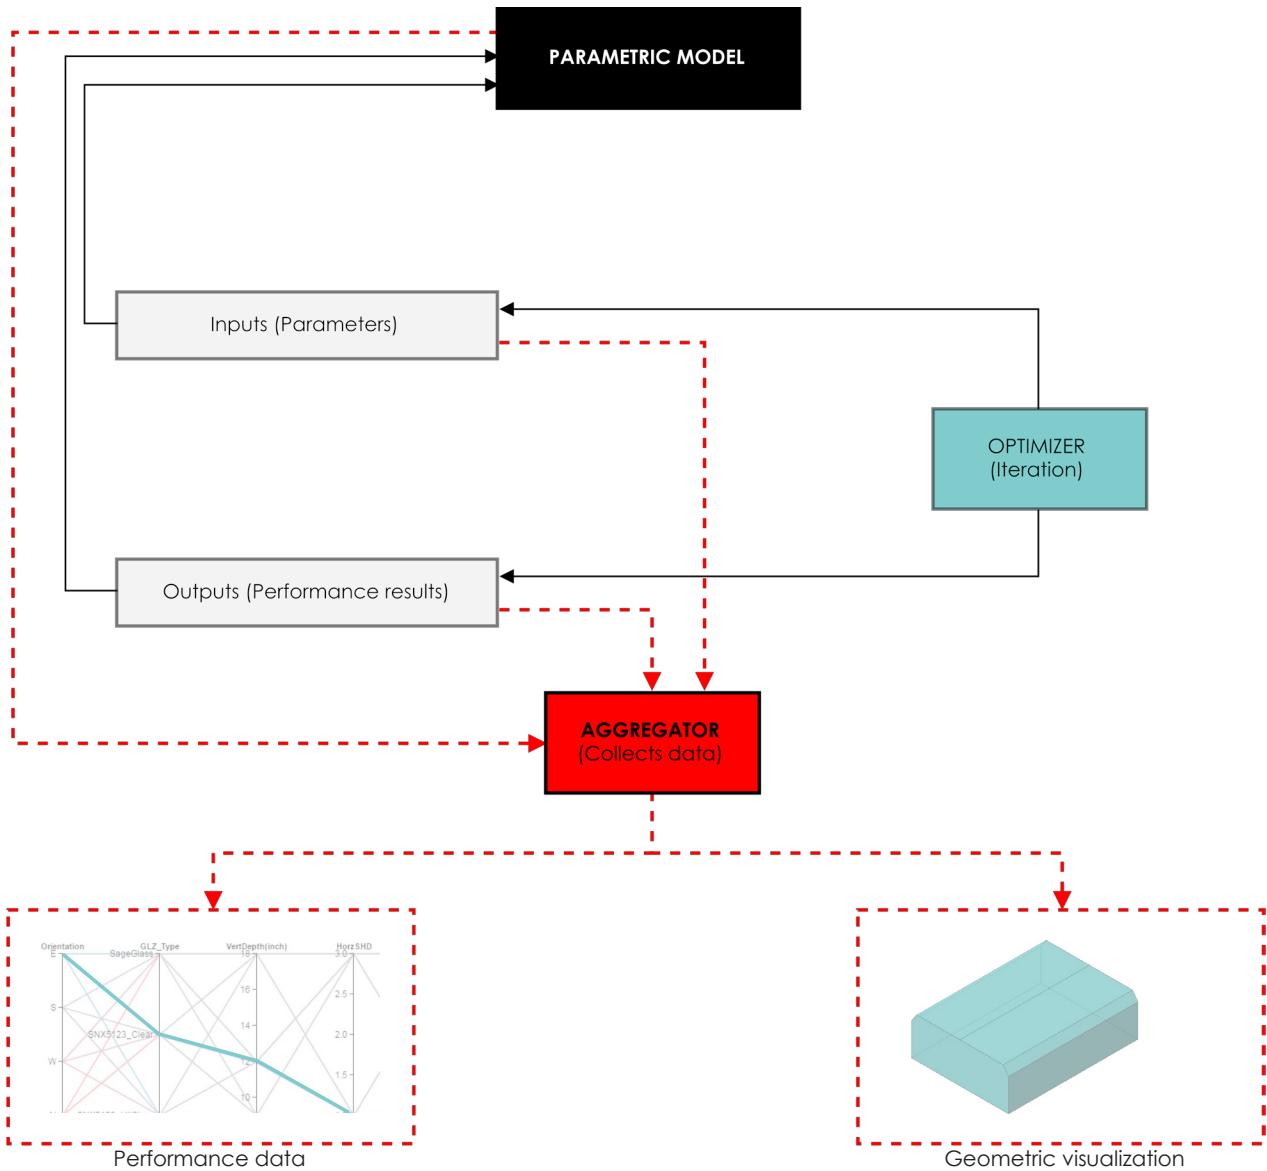 PARAMETRIC MODEL
Inputs (Parameters)
OPTIMIZER
(Iteration)
Outputs (Performance results)
AGGREGATOR
(Collects data)
Orientation GLZ_Type VertDepth(inch) HorzSHD
E SageGlass 18 3.0
16 2.5
S
SNX5123_Clear 14 2.0
W 12
1.5
10
Performance data
Geometric visualization